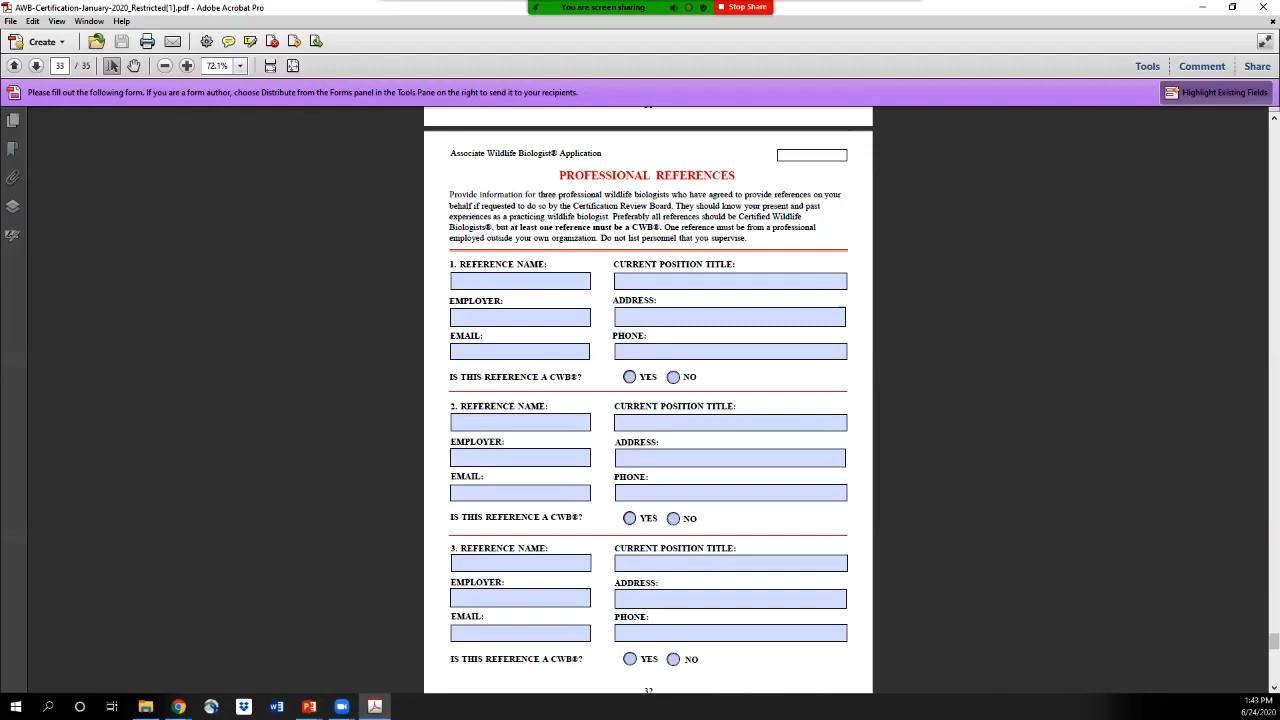 AWB-Certification-January-2020_Restricted[1].pdf - Adobe Acrobat Pro
You are screen sharing
Stop Share
File Edit View Window Help
Create
33 / 35
72.1%
Tools Comment Share
Please fill out the following form. If you are a form author, choose Distribute from the Forms panel in the Tools Pane on the right to send it to your recipients.
Highlight Existing Fields
Associate Wildlife Biologist® Application
PROFESSIONAL REFERENCES
Provide information for three professional wildlife biologists who have agreed to provide references on your
behalf if requested to do so by the Certification Review Board. They should know your present and past
experiences as a practicing wildlife biologist. Preferably all references should be Certified Wildlife
Biologists®, but at least one reference must be a CWB®. One reference must be from a professional
employed outside your own organization. Do not list personnel that you supervise.
1. REFERENCE NAME: CURRENT POSITION TITLE:
EMPLOYER: ADDRESS:
EMAIL: PHONE:
IS THIS REFERENCE A CWB®? YES NO
2. REFERENCE NAME: CURRENT POSITION TITLE:
EMPLOYER: ADDRESS:
EMAIL: PHONE:
IS THIS REFERENCE A CWB®? YES NO
3. REFERENCE NAME: CURRENT POSITION TITLE:
EMPLOYER: ADDRESS:
EMAIL: PHONE:
IS THIS REFERENCE A CWB®? YES NO
32
1:43 PM
6/24/2020